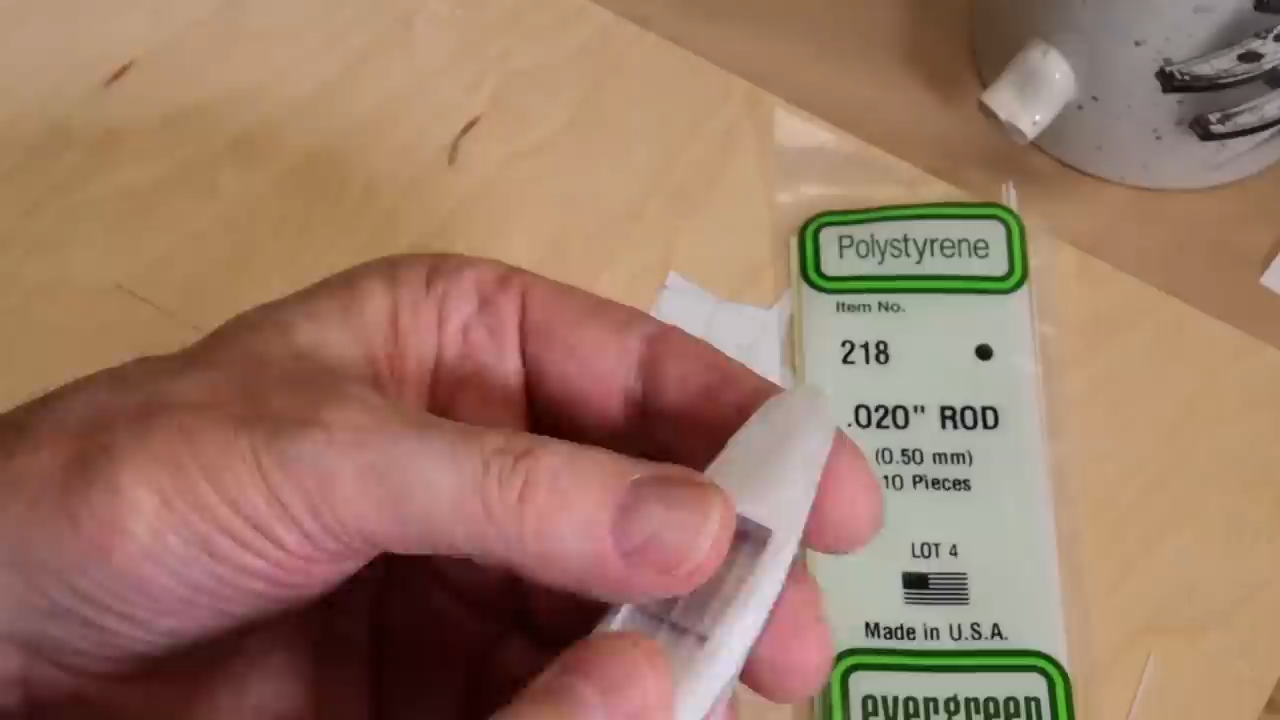 Polystyrene
Item No.
218
.020" ROD
(0.50 mm)
10 Pieces
LOT 4
Made in U.S.A.
evergreen